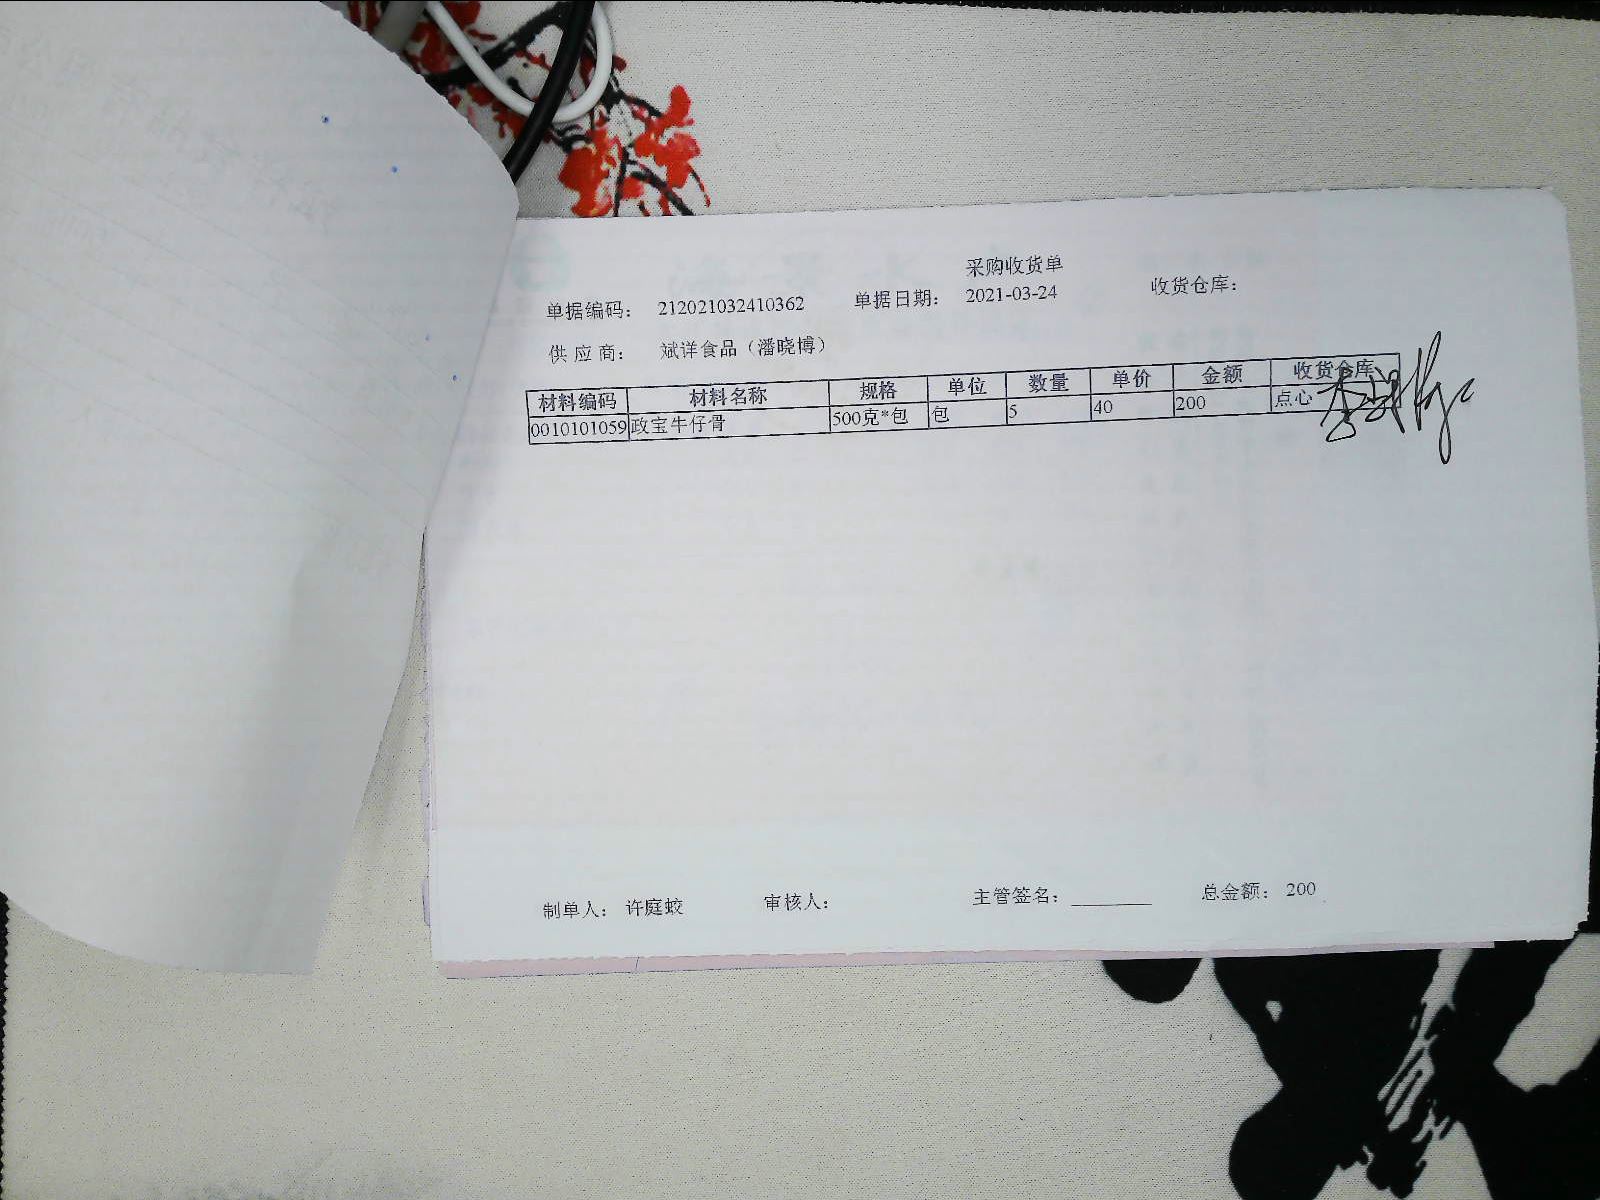 采购收货单
单据编码： 212021032410362 单据日期： 2021-03-24 收货仓库：
供 应 商： 斌详食品（潘晓博）
材料编码 材料名称 规格 单位 数量 单价 金额 收货仓库
0010101059 政宝牛仔骨 500克*包 包 5 40 200 点心
制单人： 许庭蛟 审核人： 主管签名：________ 总金额： 200